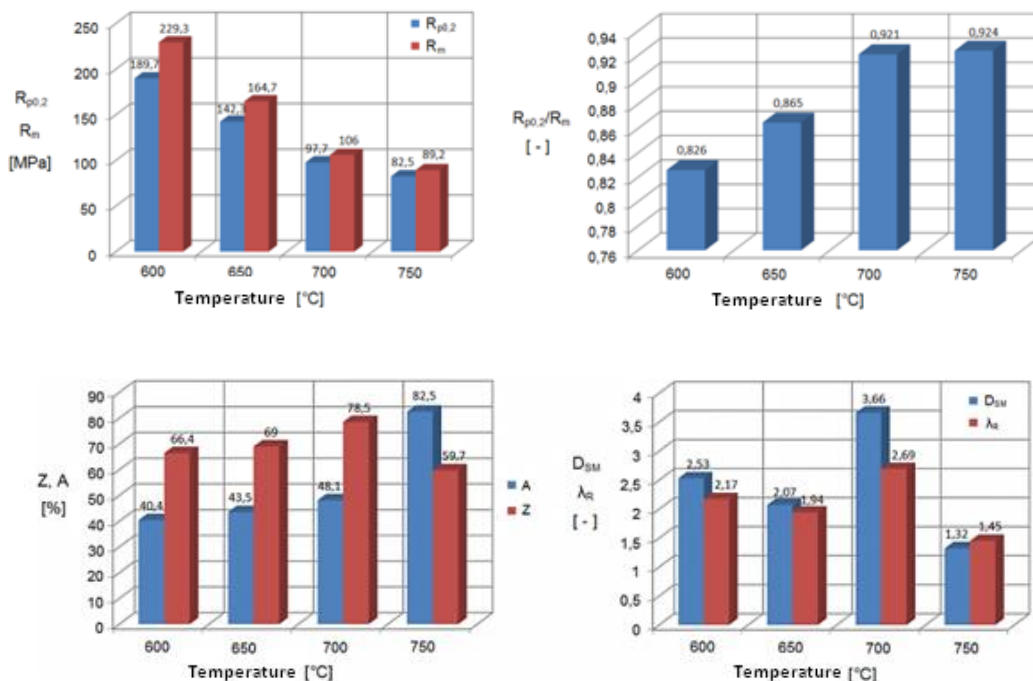 250
200
150
100
50
0
Rp0,2
Rm
[MPa]
189,7
229,3
142,3
164,7
97,7
106
82,5
89,2
Rp0,2
Rm
600 650 700 750
Temperature [°C]
0,94
0,92
0,9
0,88
0,86
0,84
0,82
0,8
0,78
0,76
Rp0,2/Rm
[ - ]
0,826
0,865
0,921
0,924
600 650 700 750
Temperature [°C]
90
80
70
60
50
40
30
20
10
0
Z, A
[%]
40,4
66,4
43,5
69
48,1
78,5
82,5
59,7
A
Z
600 650 700 750
Temperature [°C]
4
3,5
3
2,5
2
1,5
1
0,5
0
DSM
λR
[ - ]
2,53
2,17
2,07
1,94
3,66
2,69
1,32
1,45
DSM
λR
600 650 700 750
Temperature [°C]